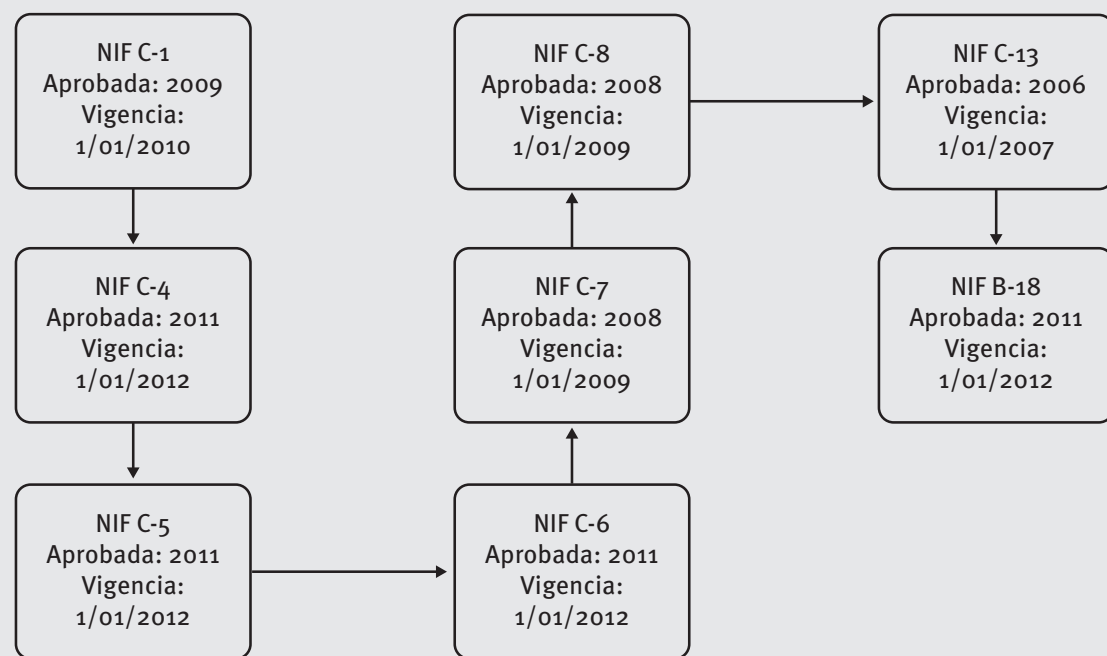 NIF C-1
Aprobada: 2009
Vigencia:
1/01/2010
NIF C-4
Aprobada: 2011
Vigencia:
1/01/2012
NIF C-5
Aprobada: 2011
Vigencia:
1/01/2012
NIF C-6
Aprobada: 2011
Vigencia:
1/01/2012
NIF C-7
Aprobada: 2008
Vigencia:
1/01/2009
NIF C-8
Aprobada: 2008
Vigencia:
1/01/2009
NIF C-13
Aprobada: 2006
Vigencia:
1/01/2007
NIF B-18
Aprobada: 2011
Vigencia:
1/01/2012